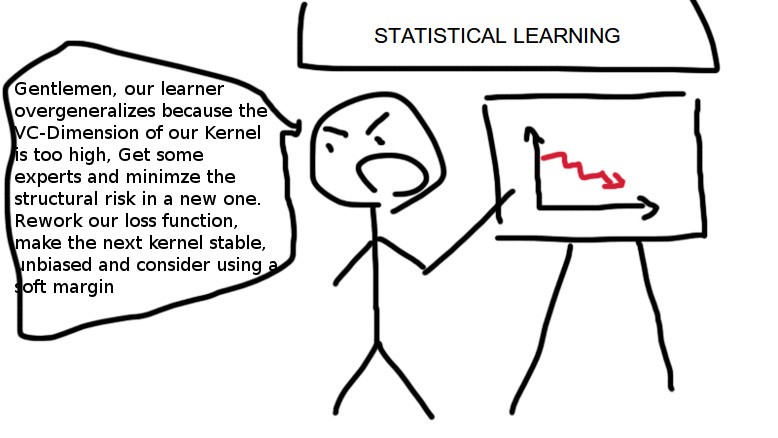 STATISTICAL LEARNING
Gentlemen, our learner
overgeneralizes because the
VC-Dimension of our Kernel
is too high, Get some
experts and minimze the
structural risk in a new one.
Rework our loss function,
make the next kernel stable,
unbiased and consider using a
soft margin